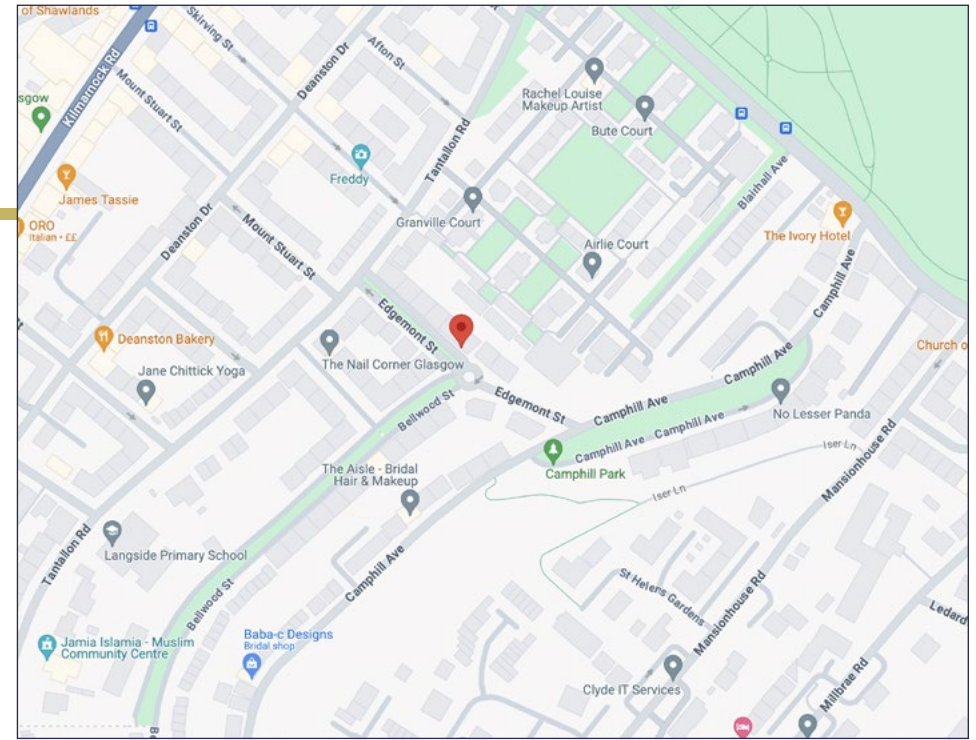 of Shawlands
Skirving St
Afton St
Deanston Dr
Kilmarnock Rd
Mount Stuart St
sgow
Rachel Louise
Makeup Artist
Bute Court
Tantallon Rd
Freddy
Blairhall Ave
James Tassie
ORO
Italian • ££
Granville Court
The Ivory Hotel
Deanston Dr
Mount Stuart St
Airlie Court
Camphill Ave
Edgemont St
Deanston Bakery
The Nail Corner Glasgow
Church o
Jane Chittick Yoga
Camphill Ave
Edgemont St
Bellwood St
Camphill Ave
No Lesser Panda
Camphill Ave
Camphill Ave
Iser Ln
Mansionhouse Rd
The Aisle - Bridal
Hair & Makeup
Camphill Park
Iser Ln
Langside Primary School
Tantallon Rd
Camphill Ave
Bellwood St
St Helens Gardens
Mansionhouse Rd
Ledard
Jamia Islamia - Muslim
Community Centre
Baba-c Designs
Bridal shop
Clyde IT Services
Millbrae Rd